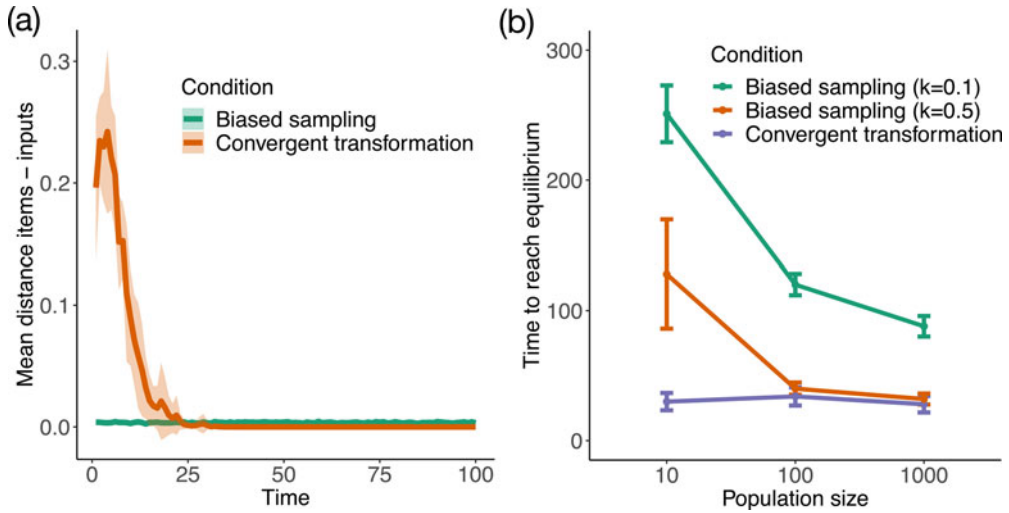 (a)
Mean distance items – inputs
0.3
0.2
0.1
0.0
Condition
Biased sampling
Convergent transformation
0
25
50
75
100
Time
(b)
Time to reach equilibrium
300
200
100
0
Condition
Biased sampling (k=0.1)
Biased sampling (k=0.5)
Convergent transformation
10
100
1000
Population size